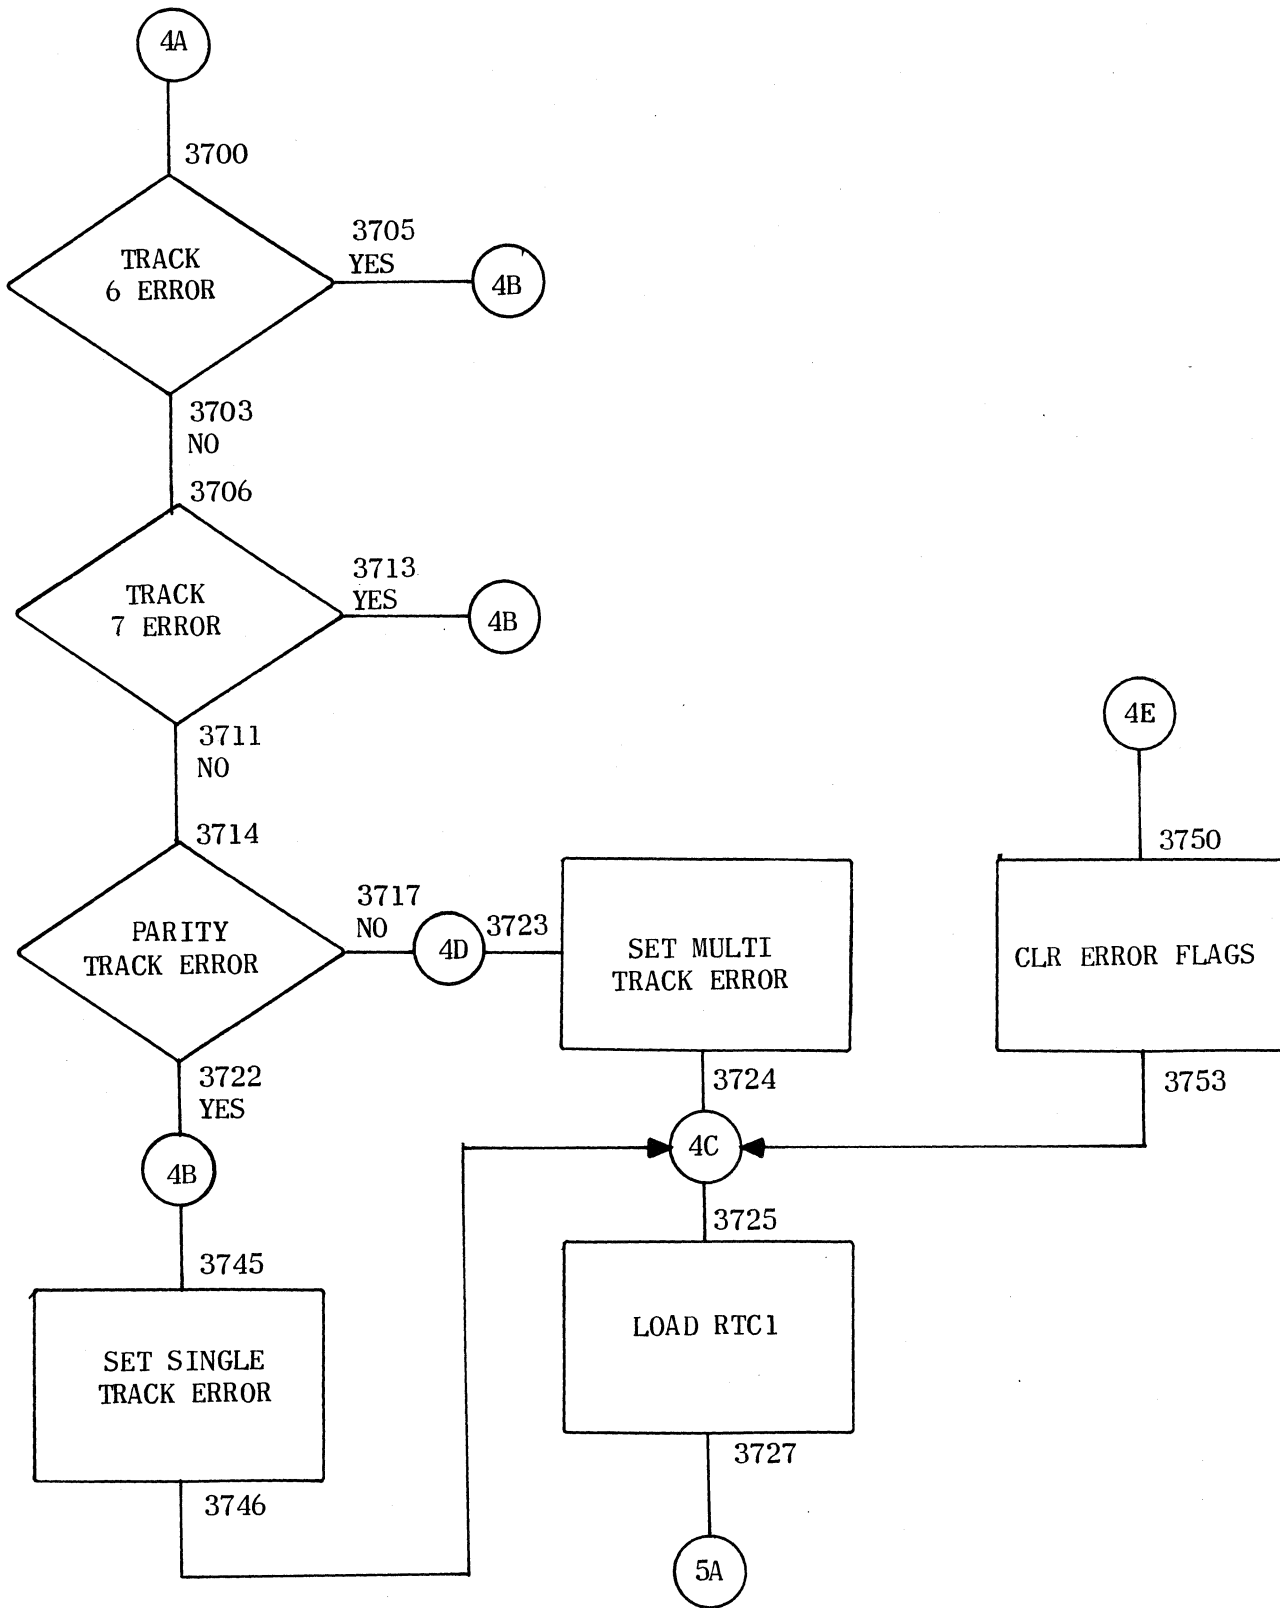 4A
3700
TRACK
6 ERROR
3705
YES
4B
3703
NO
3706
TRACK
7 ERROR
3713
YES
4B
3711
NO
3714
PARITY
TRACK ERROR
3717
NO
4D
3723
SET MULTI
TRACK ERROR
3724
4E
3750
CLR ERROR FLAGS
3753
3722
YES
4B
4C
3725
LOAD RTC1
3727
5A
3745
SET SINGLE
TRACK ERROR
3746